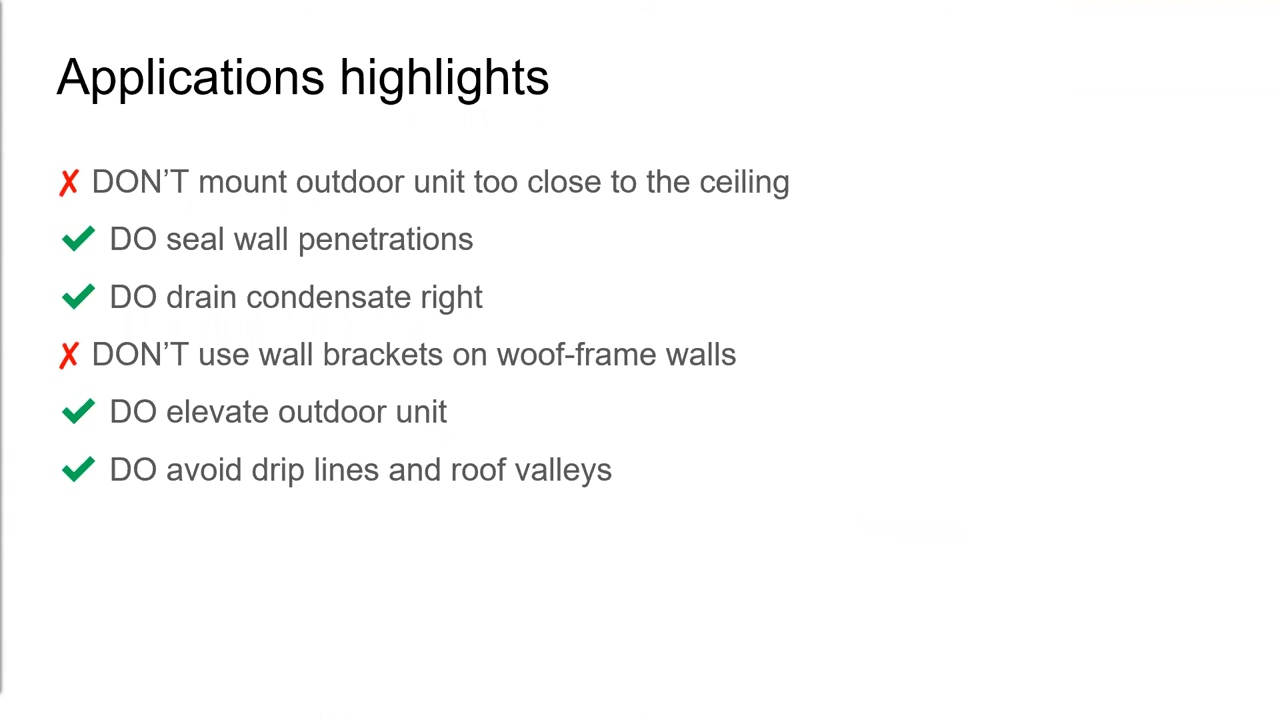 Applications highlights
✗ DON’T mount outdoor unit too close to the ceiling
✔ DO seal wall penetrations
✔ DO drain condensate right
✗ DON’T use wall brackets on woof-frame walls
✔ DO elevate outdoor unit
✔ DO avoid drip lines and roof valleys